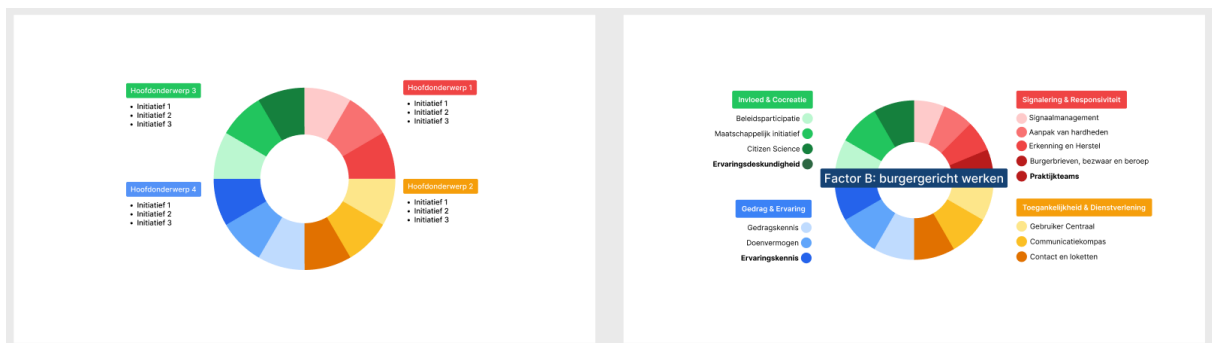 Hoofdonderwerp 3
• Initiatief 1
• Initiatief 2
• Initiatief 3
Hoofdonderwerp 1
• Initiatief 1
• Initiatief 2
• Initiatief 3
Hoofdonderwerp 4
• Initiatief 1
• Initiatief 2
• Initiatief 3
Hoofdonderwerp 2
• Initiatief 1
• Initiatief 2
• Initiatief 3
Invloed & Cocreatie
Beleidsparticipatie
Maatschappelijk initiatief
Citizen Science
Ervaringsdeskundigheid
Signalering & Responsiviteit
Signaalmanagement
Aanpak van hardheden
Erkenning en Herstel
Burgerbrieven, bezwaar en beroep
Praktijkteams
Factor B: burgergericht werken
Gedrag & Ervaring
Gedragskennis
Doenvermogen
Ervaringskennis
Toegankelijkheid & Dienstverlening
Gebruiker Centraal
Communicatiekompas
Contact en loketten